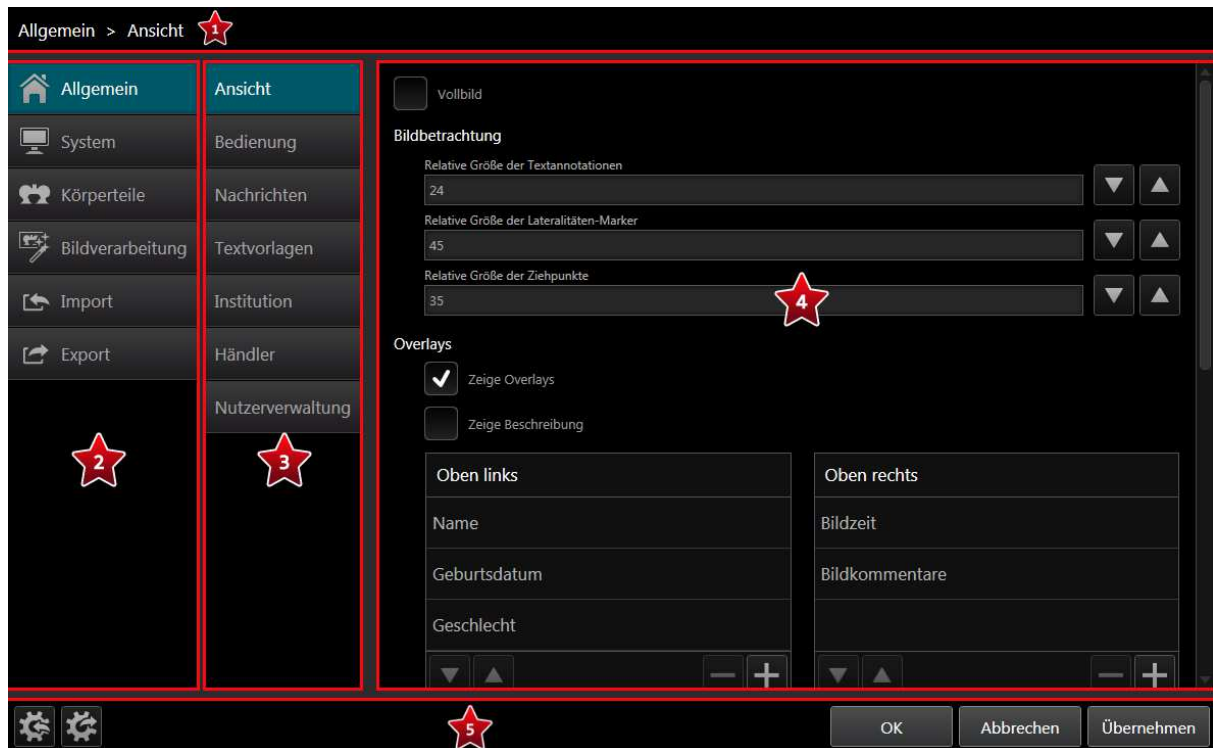 Allgemein > Ansicht 1
Allgemein
System
Körperteile
Bildverarbeitung
Import
Export
2
Ansicht
Bedienung
Nachrichten
Textvorlagen
Institution
Händler
Nutzerverwaltung
3
Vollbild
Bildbetrachtung
Relative Größe der Textannotationen
24
Relative Größe der Lateralitäten-Marker
45
Relative Größe der Ziehpunkte
35
4
Overlays
Zeige Overlays
Zeige Beschreibung
Oben links
Name
Geburtsdatum
Geschlecht
Oben rechts
Bildzeit
Bildkommentare
5
OK
Abbrechen
Übernehmen